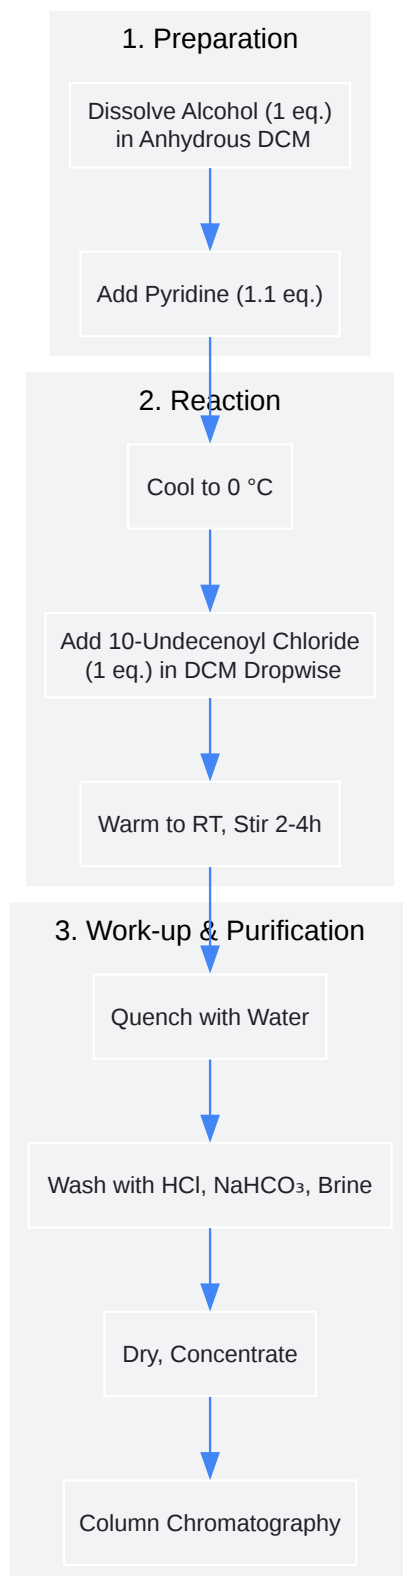 1. Preparation
Dissolve Alcohol (1 eq.)
in Anhydrous DCM
Add Pyridine (1.1 eq.)
2. Reaction
Cool to 0 °C
Add 10-Undecenoyl Chloride
(1 eq.) in DCM Dropwise
Warm to RT, Stir 2-4h
3. Work-up & Purification
Quench with Water
Wash with HCl, NaHCO₃, Brine
Dry, Concentrate
Column Chromatography